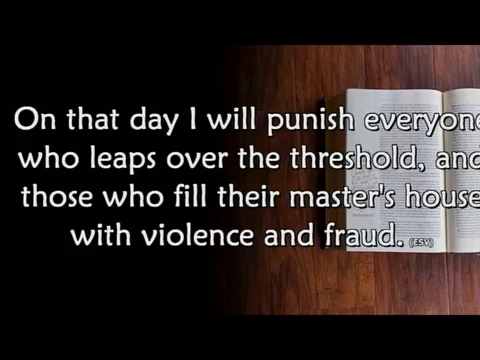 On that day I will punish everyone
who leaps over the threshold, and
those who fill their master's house
with violence and fraud. (ESV)